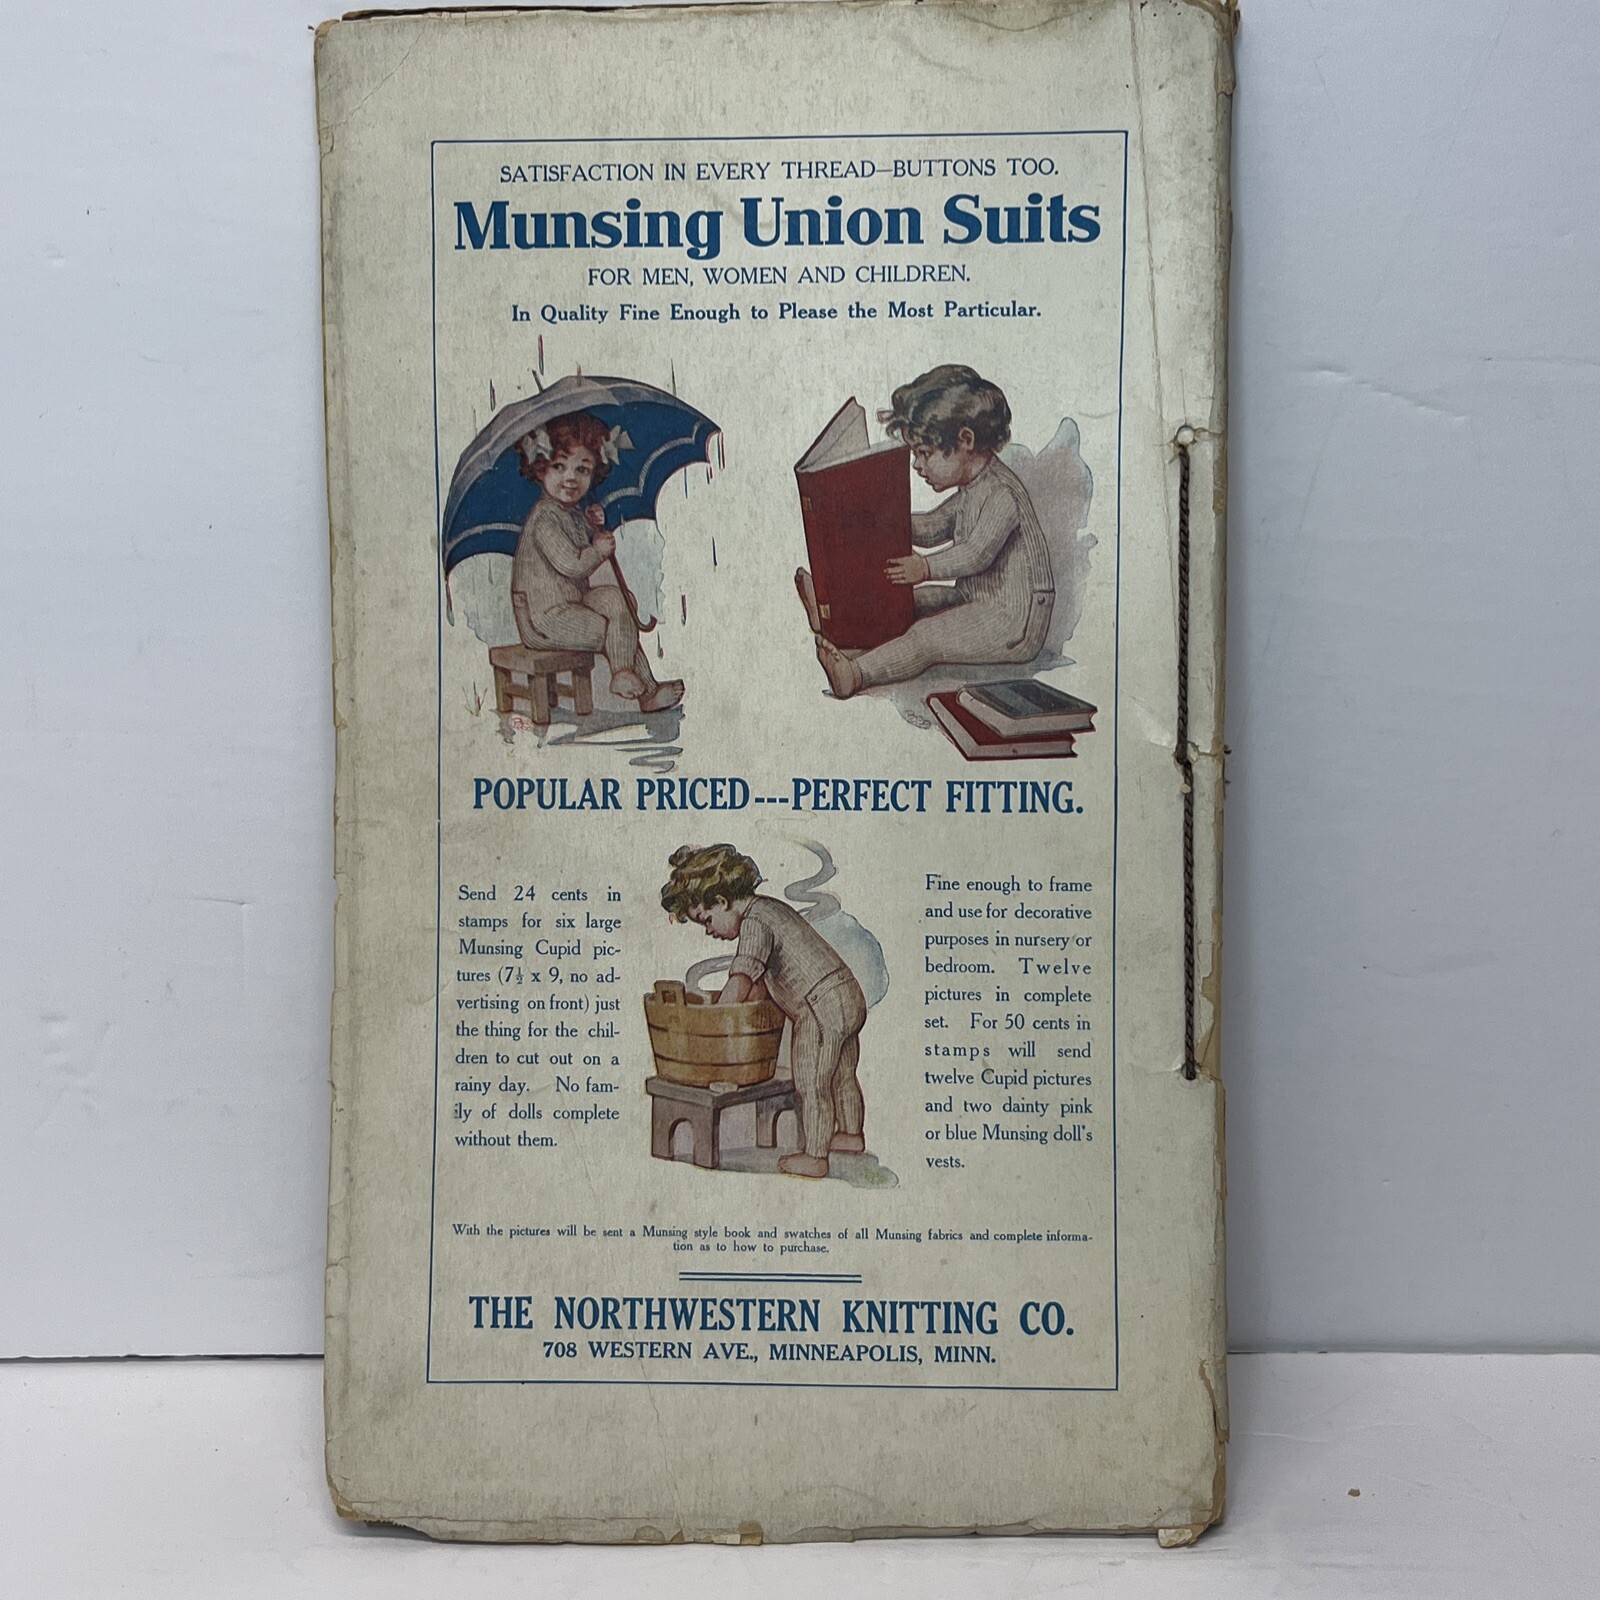 SATISFACTION IN EVERY THREAD—BUTTONS TOO.
Munsing Union Suits
FOR MEN, WOMEN AND CHILDREN.
In Quality Fine Enough to Please the Most Particular.
POPULAR PRICED---PERFECT FITTING.
Send 24 cents in
stamps for six large
Munsing Cupid pic-
tures (7½ x 9, no ad-
vertising on front) just
the thing for the chil-
dren to cut out on a
rainy day. No fam-
ily of dolls complete
without them.
Fine enough to frame
and use for decorative
purposes in nursery or
bedroom. Twelve
pictures in complete
set. For 50 cents in
stamps will send
twelve Cupid pictures
and two dainty pink
or blue Munsing doll's
vests.
With the pictures will be sent a Munsing style book and swatches of all Munsing fabrics and complete informa-
tion as to how to purchase.
THE NORTHWESTERN KNITTING CO.
708 WESTERN AVE., MINNEAPOLIS, MINN.